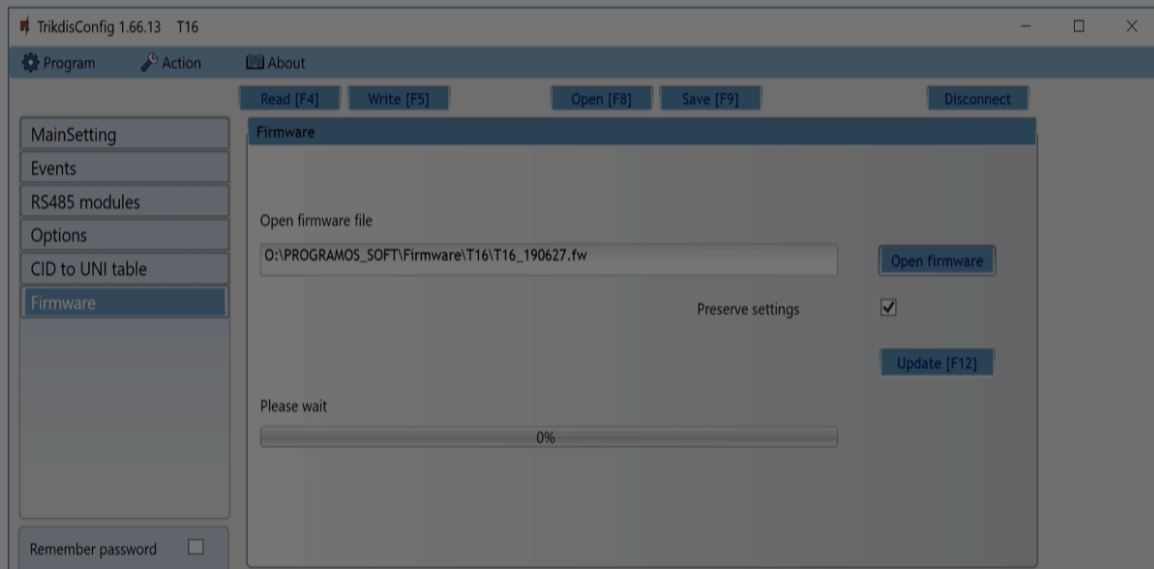 TrikdisConfig 1.66.13 T16
Program Action About
Read [F4] Write [F5] Open [F8] Save [F9] Disconnect
MainSetting
Events
RS485 modules
Options
CID to UNI table
Firmware
Remember password
Firmware
Open firmware file
O:\PROGRAMOS_SOFT\Firmware\T16\T16_190627.fw
Open firmware
Preserve settings
Update [F12]
Please wait
0%